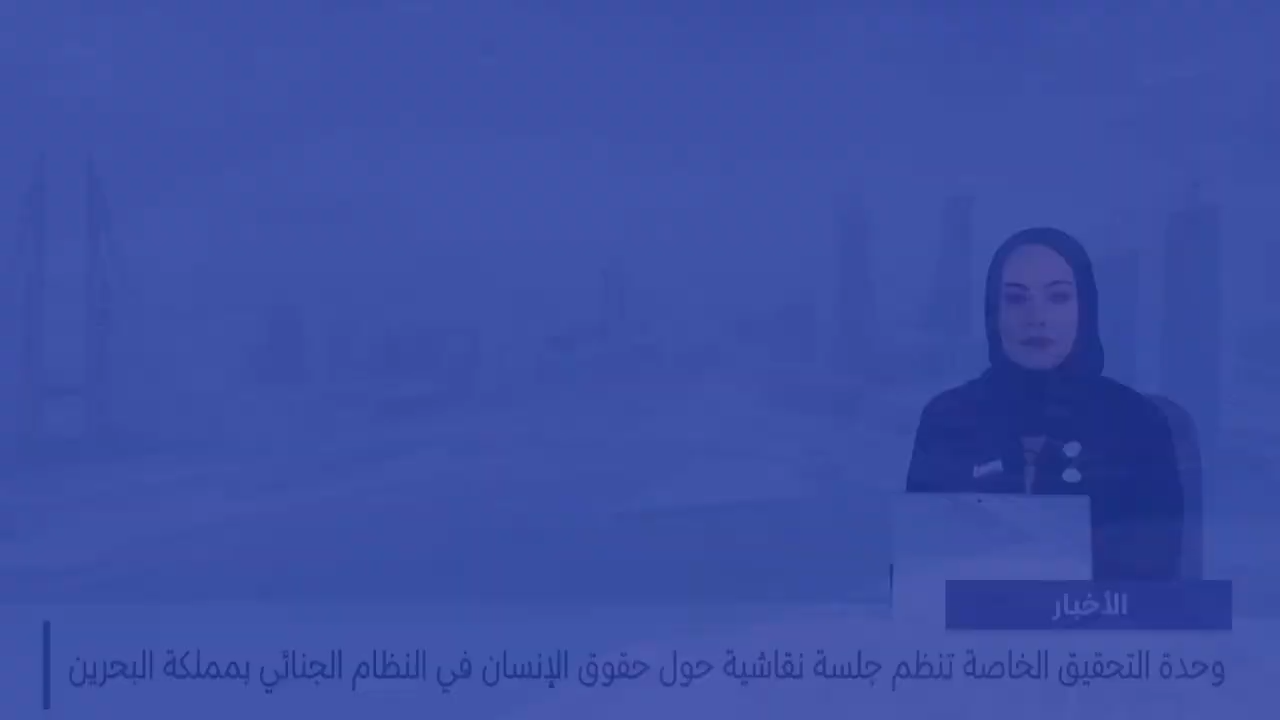 الأخبار
وحدة التحقيق الخاصة تنظم جلسة نقاشية حول حقوق الإنسان في النظام الجنائي بمملكة البحرين